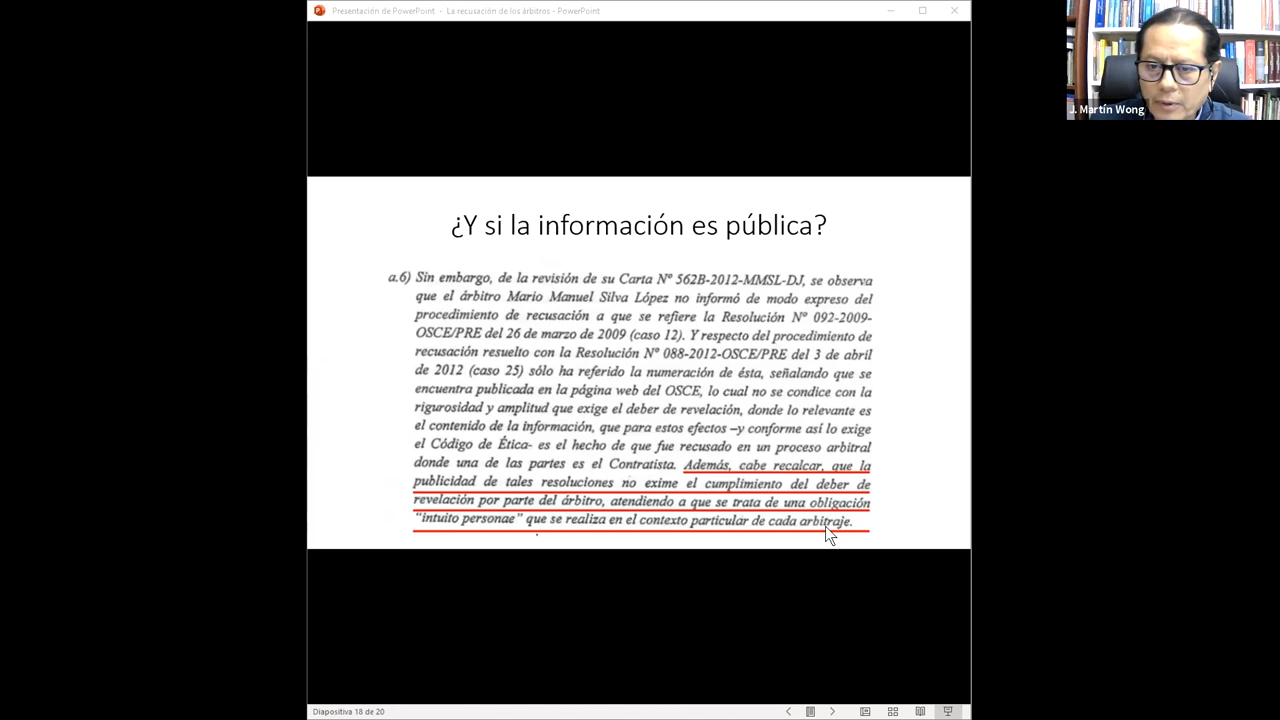 Presentación de PowerPoint - La recusación de los árbitros - PowerPoint
J. Martín Wong
¿Y si la información es pública?
a.6) Sin embargo, de la revisión de su Carta Nº 562B-2012-MMSL-DJ, se observa
que el árbitro Mario Manuel Silva López no informó de modo expreso del
procedimiento de recusación a que se refiere la Resolución Nº 092-2009-
OSCE/PRE del 26 de marzo de 2009 (caso 12). Y respecto del procedimiento de
recusación resuelto con la Resolución Nº 088-2012-OSCE/PRE del 3 de abril
de 2012 (caso 25) sólo ha referido la numeración de ésta, señalando que se
encuentra publicada en la página web del OSCE, lo cual no se condice con la
rigurosidad y amplitud que exige el deber de revelación, donde lo relevante es
el contenido de la información, que para estos efectos –y conforme así lo exige
el Código de Ética- es el hecho de que fue recusado en un proceso arbitral
donde una de las partes es el Contratista. Además, cabe recalcar, que la
publicidad de tales resoluciones no exime el cumplimiento del deber de
revelación por parte del árbitro, atendiendo a que se trata de una obligación
“intuito personae” que se realiza en el contexto particular de cada arbitraje.
Diapositiva 18 de 20